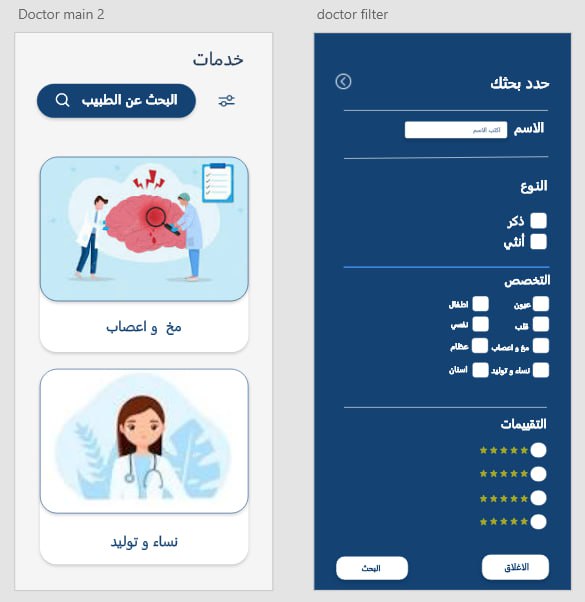 Doctor main 2
خدمات
البحث عن الطبيب
مخ و اعصاب
نساء و توليد
doctor filter
حدد بحثك
الاسم
اكتب الاسم
النوع
ذكر
أنثي
التخصص
عيون
اطفال
قلب
نفسي
مخ و اعصاب
عظام
نساء و توليد
اسنان
التقييمات
الاغلاق
البحث